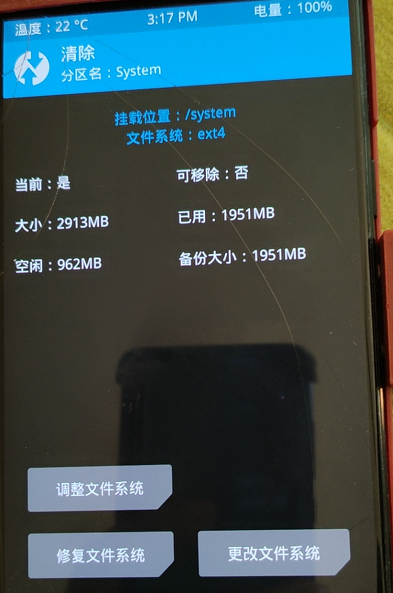 温度：22 °C 3:17 PM 电量：100%
清除
分区名：System
挂载位置：/system
文件系统：ext4
当前：是 可移除：否
大小：2913MB 已用：1951MB
空闲：962MB 备份大小：1951MB
调整文件系统
修复文件系统 更改文件系统